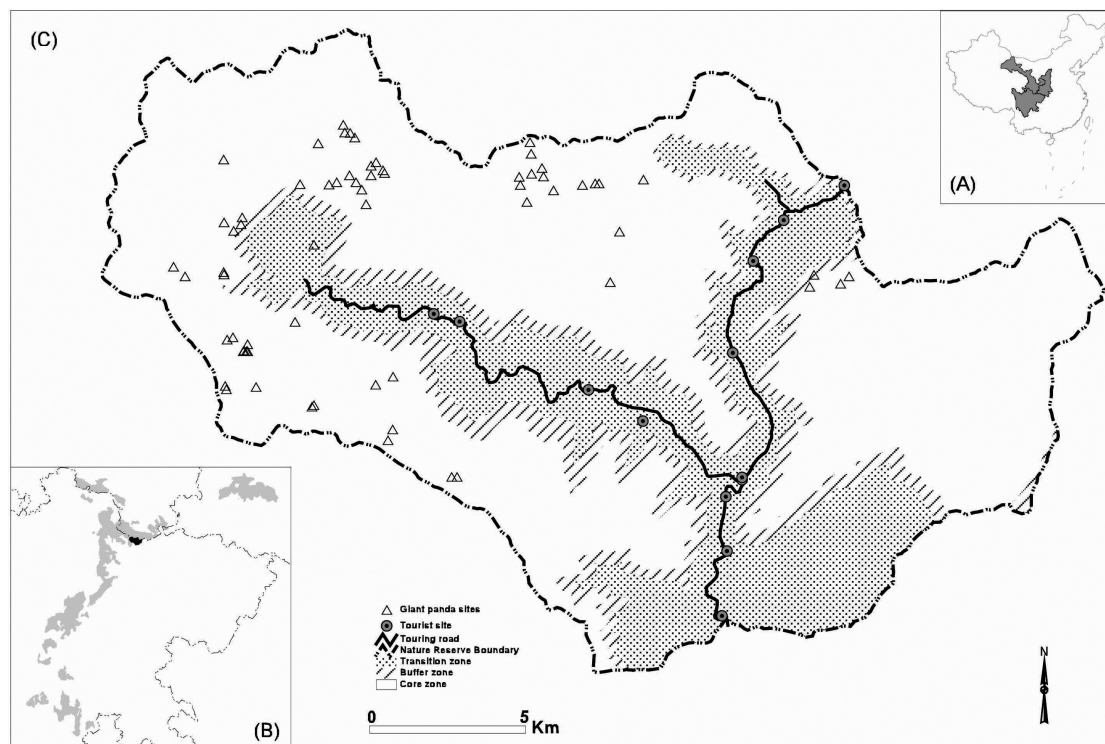 (C)
(A)
Giant panda sites
Tourist site
Touring road
Nature Reserve Boundary
Transition zone
Buffer zone
Core zone
0 5
Km
N
(B)